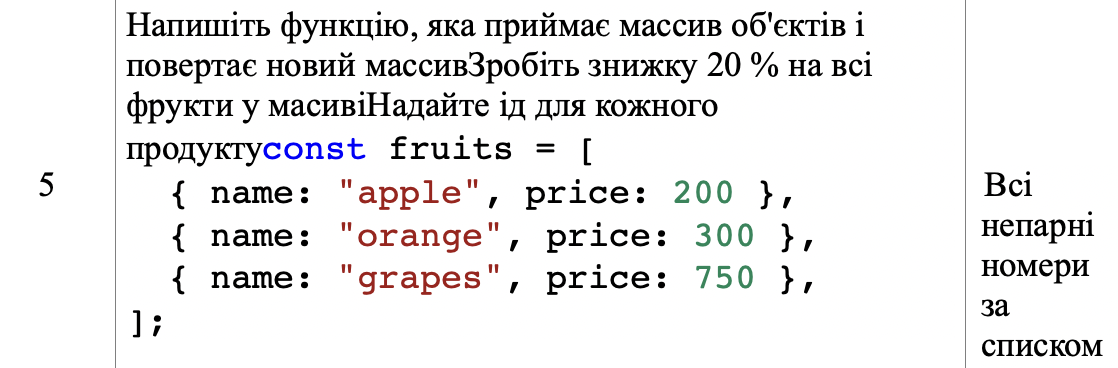 5
Напишіть функцію, яка приймає массив об'єктів і
повертає новий массивЗробіть знижку 20 % на всі
фрукти у масивіНадайте ід для кожного
продуктуconst fruits = [
{ name: "apple", price: 200 },
{ name: "orange", price: 300 },
{ name: "grapes", price: 750 },
];
Всі
непарні
номери
за
списком